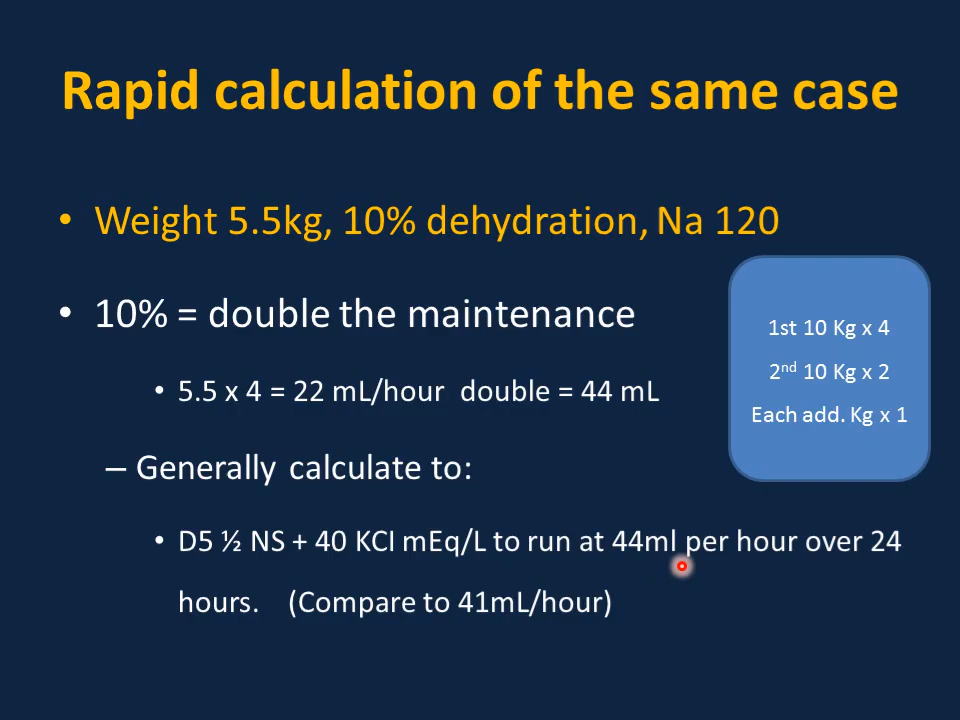 Rapid calculation of the same case
• Weight 5.5kg, 10% dehydration, Na 120
• 10% = double the maintenance
• 5.5 x 4 = 22 mL/hour double = 44 mL
– Generally calculate to:
• D5 ½ NS + 40 KCl mEq/L to run at 44ml per hour over 24
hours. (Compare to 41mL/hour)
1st 10 Kg x 4
2nd 10 Kg x 2
Each add. Kg x 1